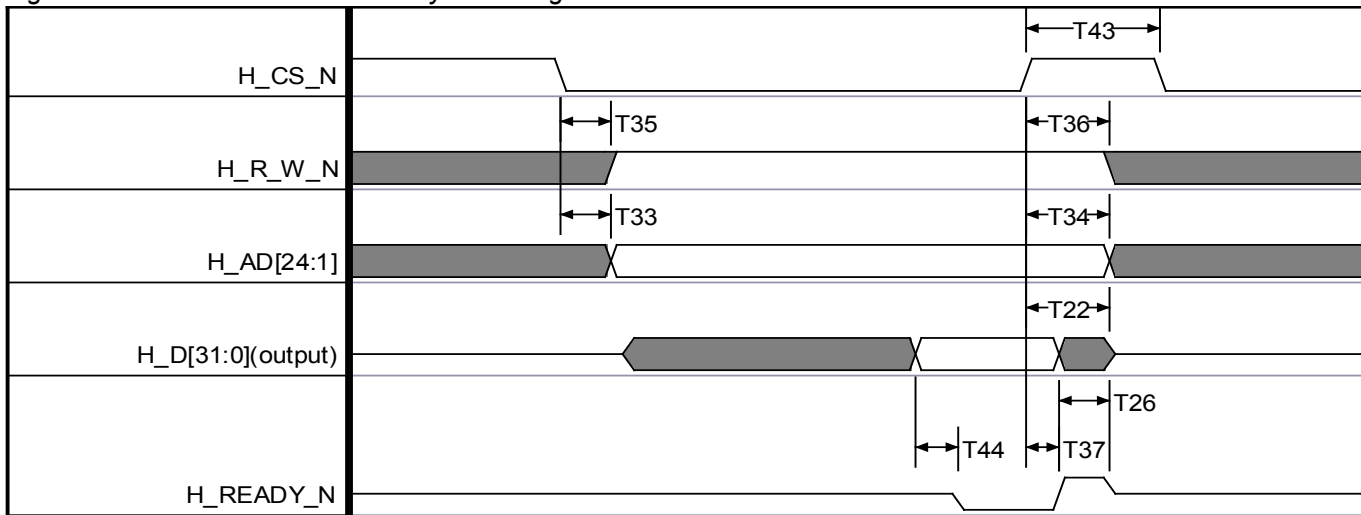 T43
H_CS_N
T35 T36
H_R_W_N
T33 T34
H_AD[24:1]
T22
H_D[31:0](output)
T26
T44 T37
H_READY_N